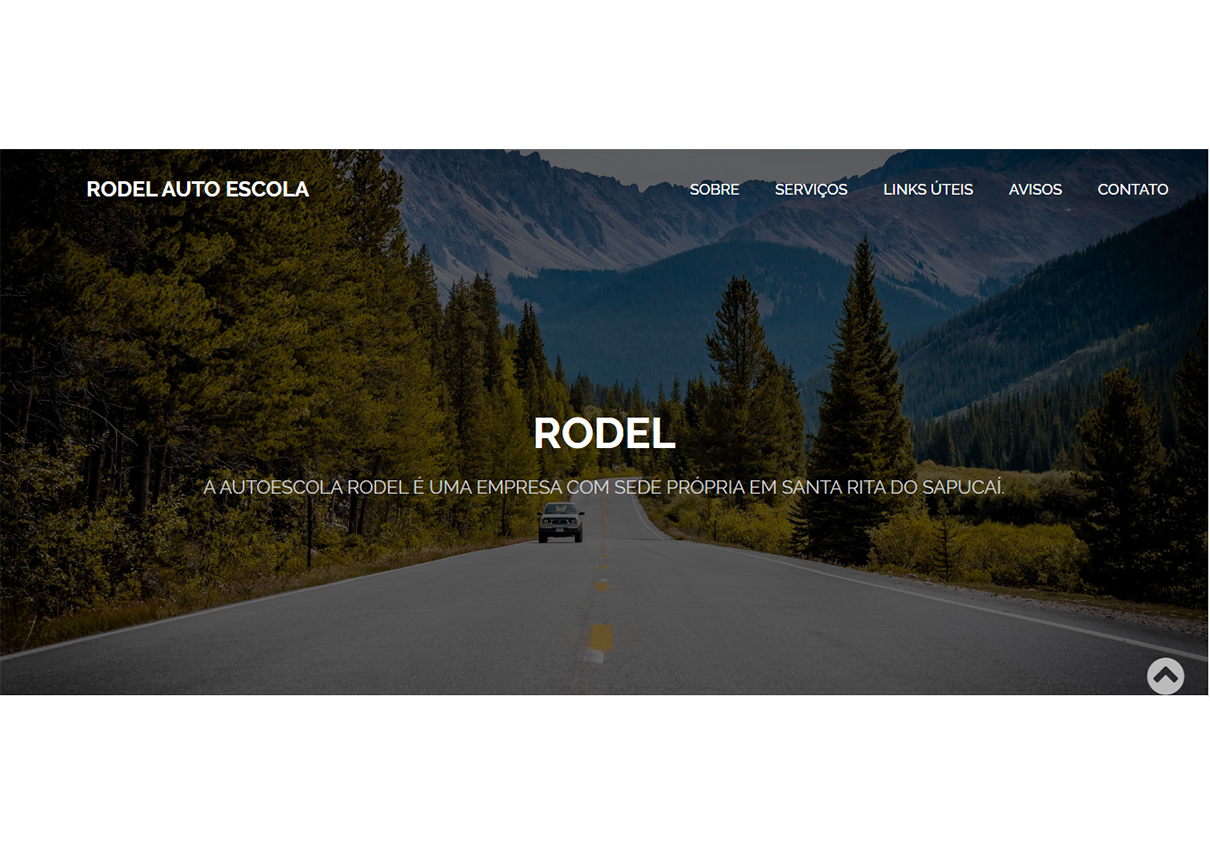 RODEL AUTO ESCOLA
SOBRE SERVIÇOS LINKS ÚTEIS AVISOS CONTATO
RODEL
A AUTOESCOLA RODEL É UMA EMPRESA COM SEDE PRÓPRIA EM SANTA RITA DO SAPUCAÍ.